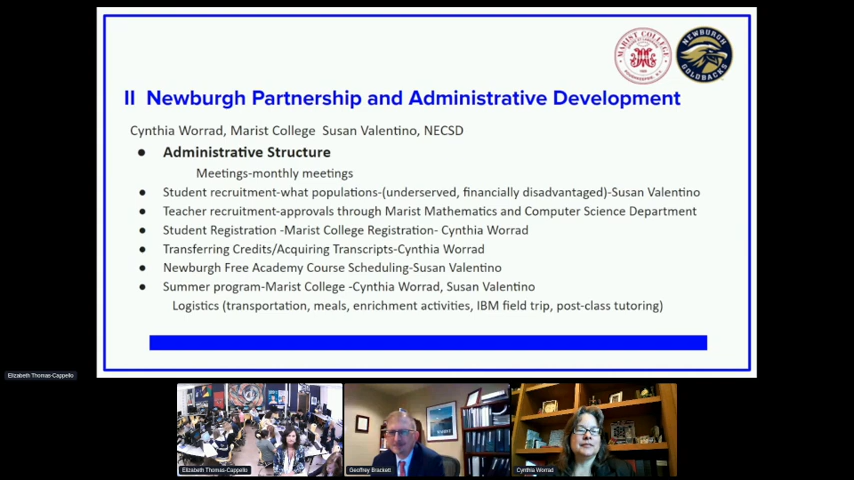 MARIST COLLEGE
NEWBURGH
GOLDBACKS
II Newburgh Partnership and Administrative Development
Cynthia Worrad, Marist College Susan Valentino, NECSD
● Administrative Structure
Meetings-monthly meetings
● Student recruitment-what populations-(underserved, financially disadvantaged)-Susan Valentino
● Teacher recruitment-approvals through Marist Mathematics and Computer Science Department
● Student Registration -Marist College Registration- Cynthia Worrad
● Transferring Credits/Acquiring Transcripts-Cynthia Worrad
● Newburgh Free Academy Course Scheduling-Susan Valentino
● Summer program-Marist College -Cynthia Worrad, Susan Valentino
Logistics (transportation, meals, enrichment activities, IBM field trip, post-class tutoring)
Elizabeth Thomas-Cappello
Elizabeth Thomas-Cappello
Geoffrey Brackett
Cynthia Worrad